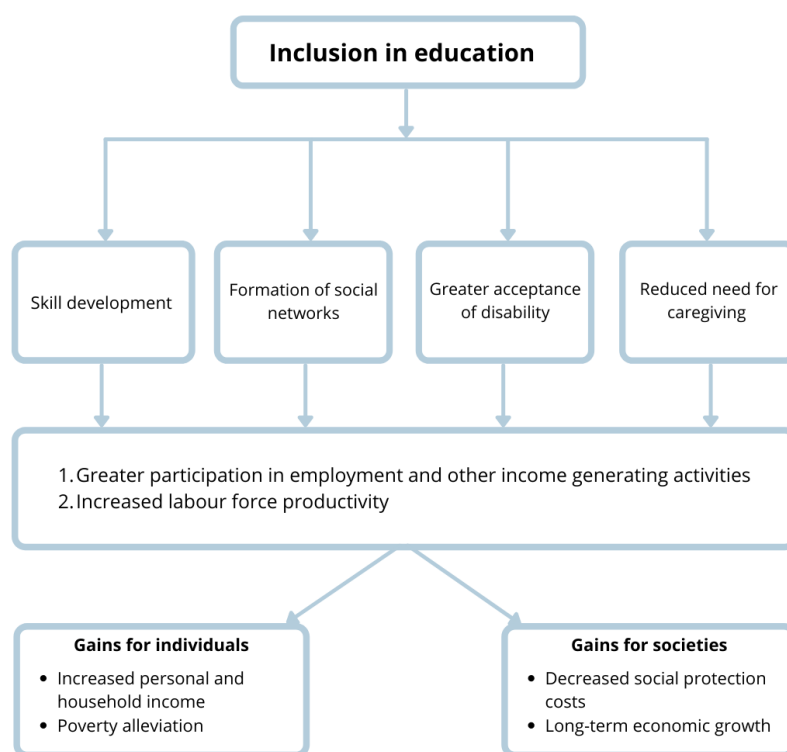 Inclusion in education
Skill development
Formation of social
networks
Greater acceptance
of disability
Reduced need for
caregiving
1. Greater participation in employment and other income generating activities
2. Increased labour force productivity
Gains for individuals
• Increased personal and
household income
• Poverty alleviation
Gains for societies
• Decreased social protection
costs
• Long-term economic growth